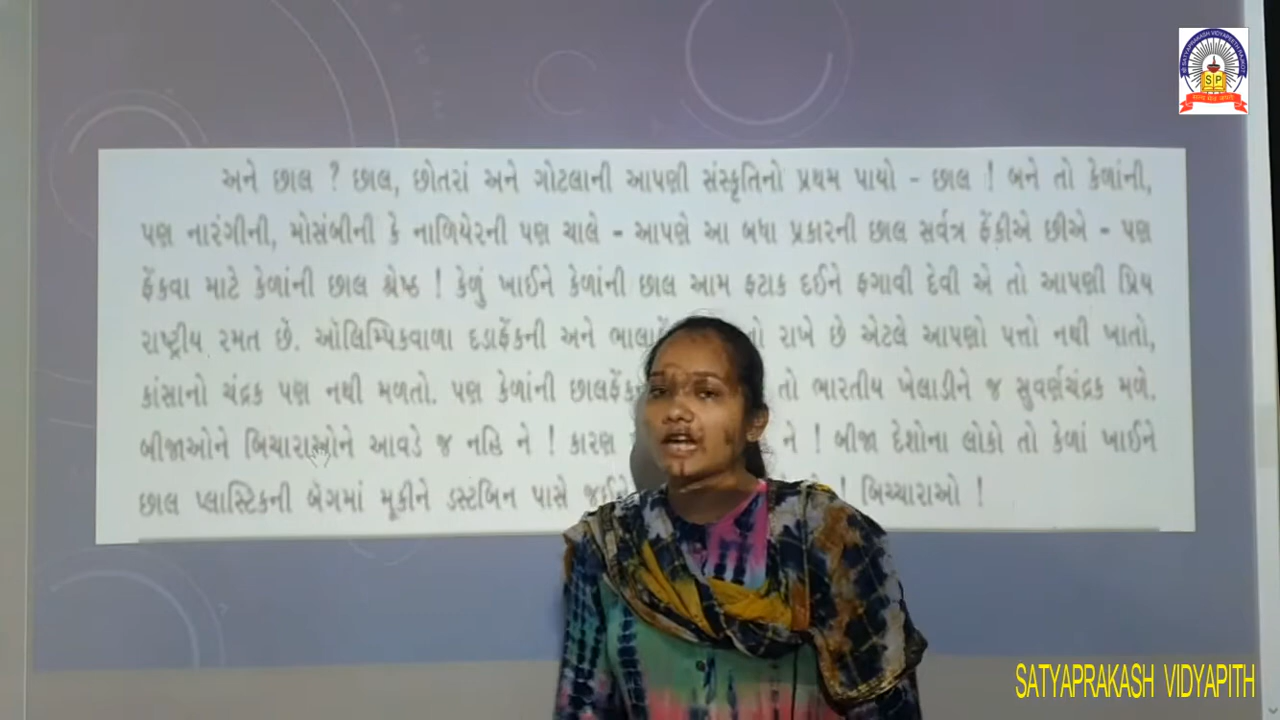 અને છાલ ? છાલ, છોતરાં અને ગોટલાની આપણી સંસ્કૃતિનો પ્રથમ પાયો - છાલ ! બને તો કેળાંની,
પણ નારંગીની, મોસંબીની કે નાળિયેરની પણ ચાલે - આપણે આ બધા પ્રકારની છાલ સર્વત્ર ફેંકીએ છીએ - પણ
ફેંકવા માટે કેળાંની છાલ શ્રેષ્ઠ ! કેળું ખાઈને કેળાંની છાલ આમ ફટાક દઈને ફગાવી દેવી એ તો આપણી પ્રિય
રાષ્ટ્રીય રમત છે. ઑલિમ્પિકવાળા દડાફેંકની અને રાખે છે એટલે આપણો પત્તો નથી ખાતો,
કાંસાનો ચંદ્રક પણ નથી મળતો. પણ કેળાંની તો ભારતીય ખેલાડીને જ સુવર્ણચંદ્રક મળે.
બીજાઓને બિચારાઓને આવડે જ નહિ ને ! કારણ ને ! બીજા દેશોના લોકો તો કેળાં ખાઈને
છાલ પ્લાસ્ટિકની બૅગમાં મૂકીને ડસ્ટબિન પાસે જઈને ! બિચ્ચારાઓ !
SATYAPRAKASH VIDYAPITH